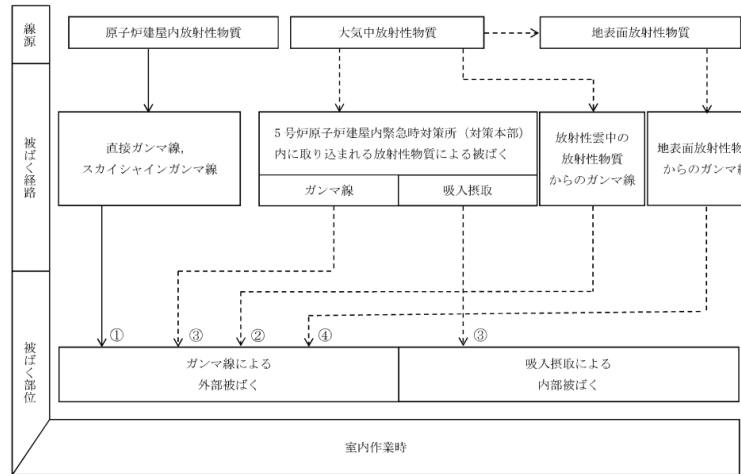 線源
原子炉建屋内放射性物質
大気中放射性物質
地表面放射性物質
被ばく経路
直接ガンマ線,
スカイシャインガンマ線
5号炉原子炉建屋内緊急時対策所(対策本部)
内に取り込まれる放射性物質による被ばく
ガンマ線
吸入摂取
放射性雲中の
放射性物質
からのガンマ線
地表面放射性物
からのガンマ線
被ばく部位
①
③
②
④
③
ガンマ線による
外部被ばく
吸入摂取による
内部被ばく
室内作業時